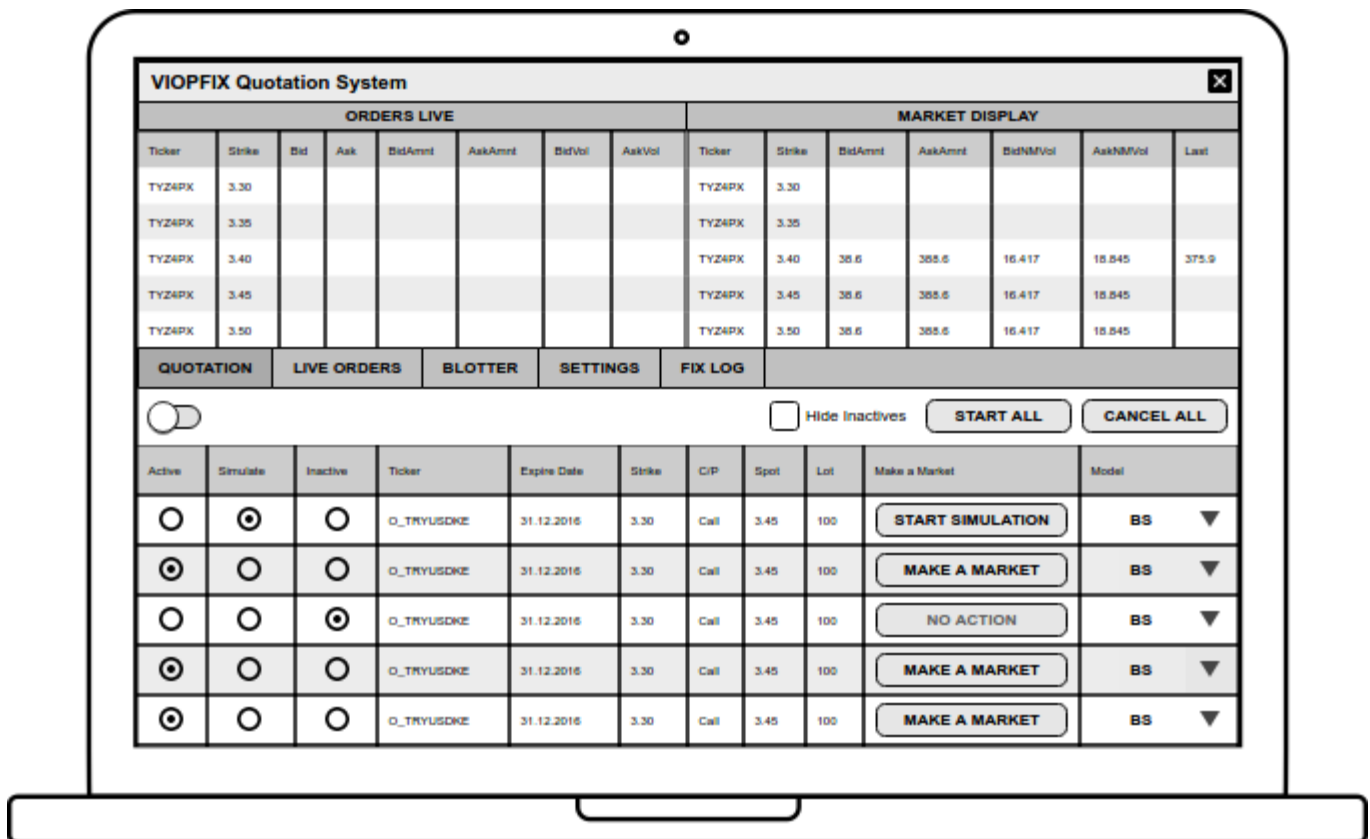 VIOPFIX Quotation System
ORDERS LIVE MARKET DISPLAY
Ticker Strike Bid Ask BidAmnt AskAmnt BidVol AskVol Ticker Strike BidAmnt AskAmnt BidNMVol AskNMVol Last
TYZ4PX 3.30 TYZ4PX 3.30
TYZ4PX 3.35 TYZ4PX 3.35
TYZ4PX 3.40 TYZ4PX 3.40 38.6 388.6 16.417 18.845 375.9
TYZ4PX 3.45 TYZ4PX 3.45 38.6 388.6 16.417 18.845
TYZ4PX 3.50 TYZ4PX 3.50 38.6 388.6 16.417 18.845
QUOTATION LIVE ORDERS BLOTTER SETTINGS FIX LOG
Hide Inactives START ALL CANCEL ALL
Active Simulate Inactive Ticker Expire Date Strike C/P Spot Lot Make a Market Model
O_TRYUSDKE 31.12.2016 3.30 Call 3.45 100 START SIMULATION BS
O_TRYUSDKE 31.12.2016 3.30 Call 3.45 100 MAKE A MARKET BS
O_TRYUSDKE 31.12.2016 3.30 Call 3.45 100 NO ACTION BS
O_TRYUSDKE 31.12.2016 3.30 Call 3.45 100 MAKE A MARKET BS
O_TRYUSDKE 31.12.2016 3.30 Call 3.45 100 MAKE A MARKET BS